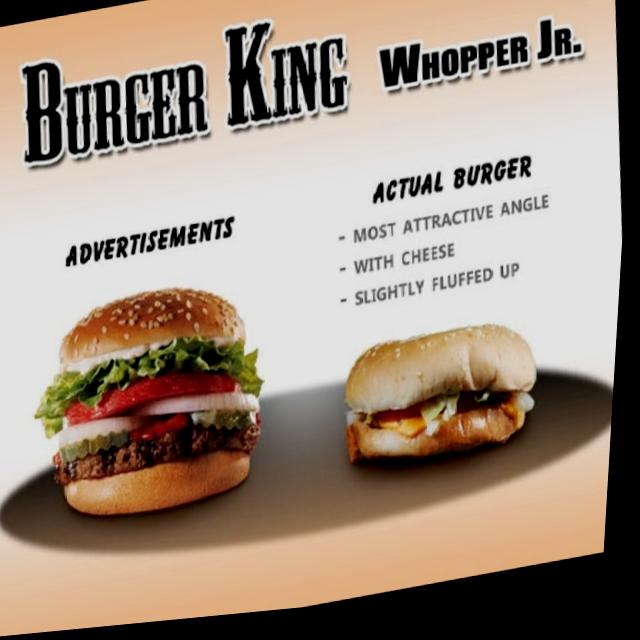 BURGER KING WHOPPER JR.
ADVERTISEMENTS
ACTUAL BURGER
- MOST ATTRACTIVE ANGLE
- WITH CHEESE
- SLIGHTLY FLUFFED UP